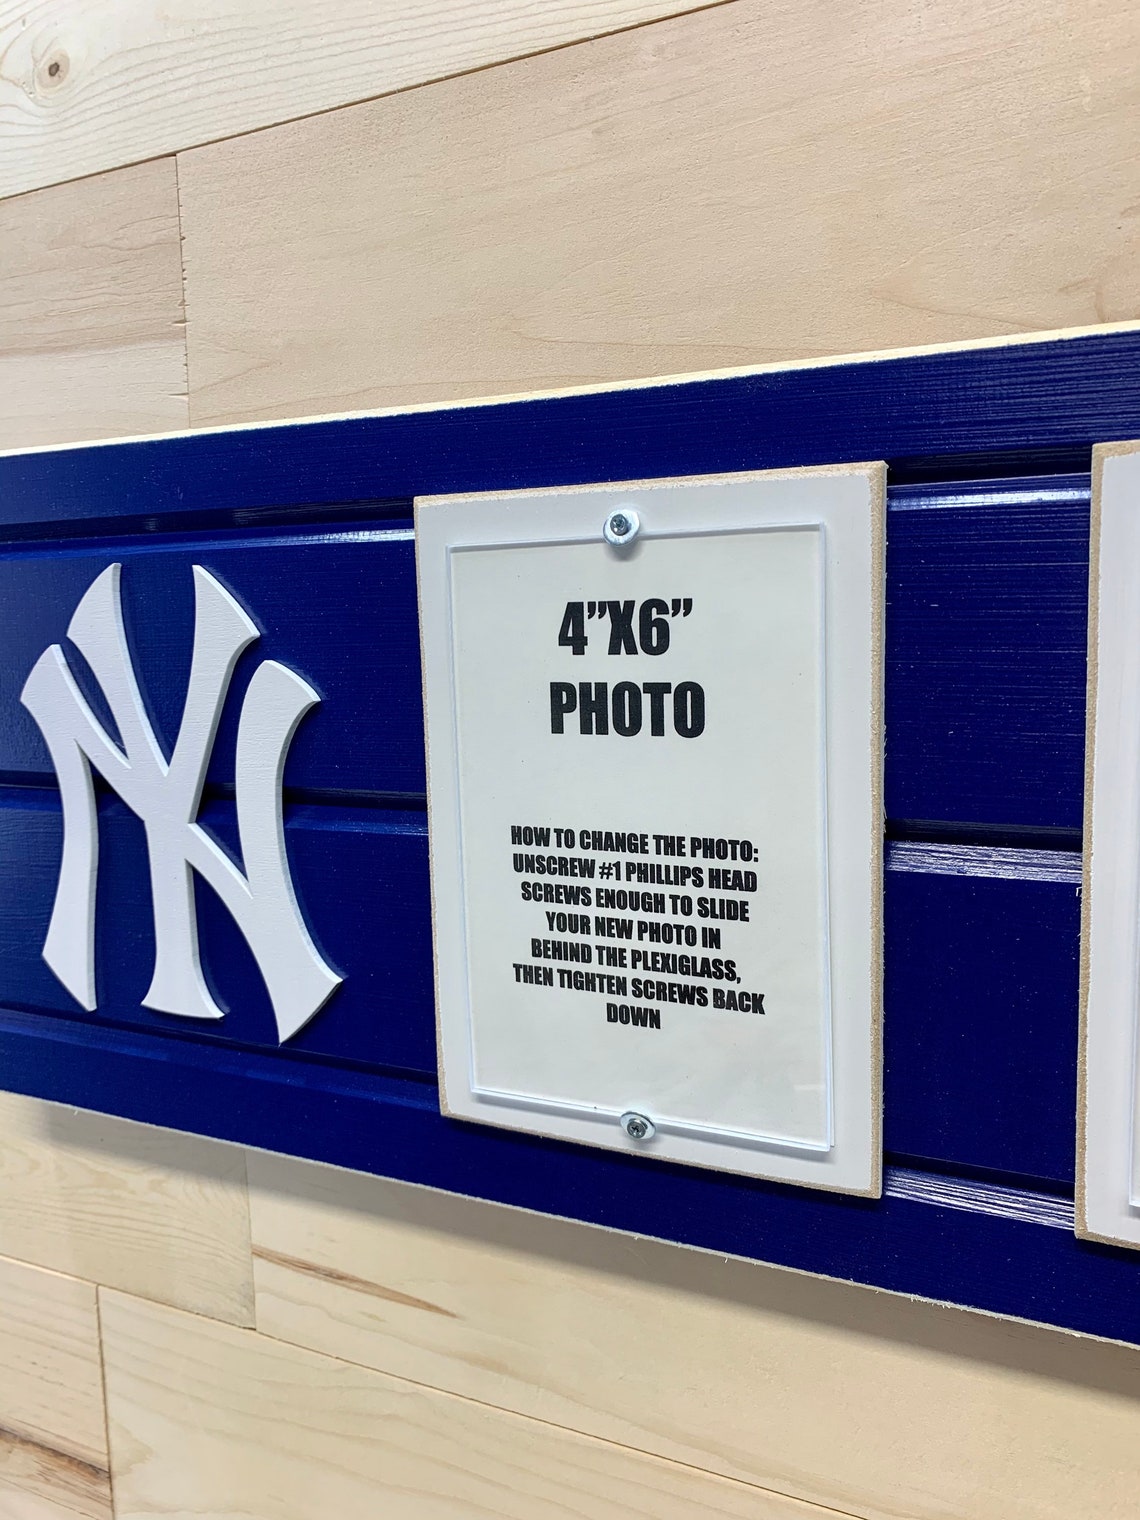 NY
4”X6”
PHOTO
HOW TO CHANGE THE PHOTO:
UNSCREW #1 PHILLIPS HEAD
SCREWS ENOUGH TO SLIDE
YOUR NEW PHOTO IN
BEHIND THE PLEXIGLASS,
THEN TIGHTEN SCREWS BACK
DOWN